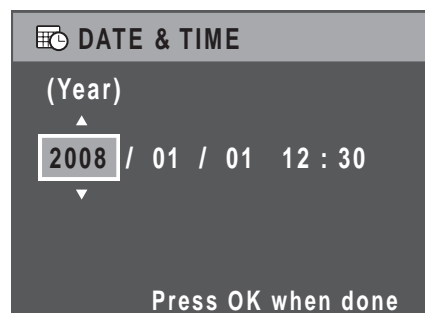 DATE & TIME
(Year)
2008 / 01 / 01 12 : 30
Press OK when done